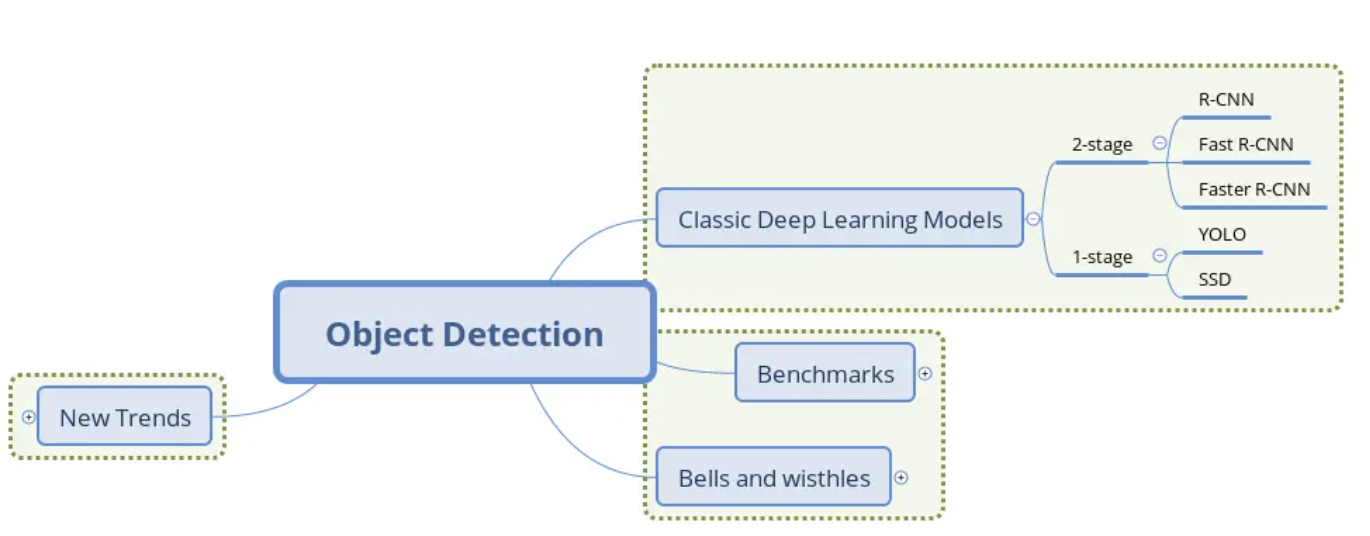 Object Detection
Classic Deep Learning Models
2-stage
R-CNN
Fast R-CNN
Faster R-CNN
1-stage
YOLO
SSD
Benchmarks
Bells and wisthles
New Trends